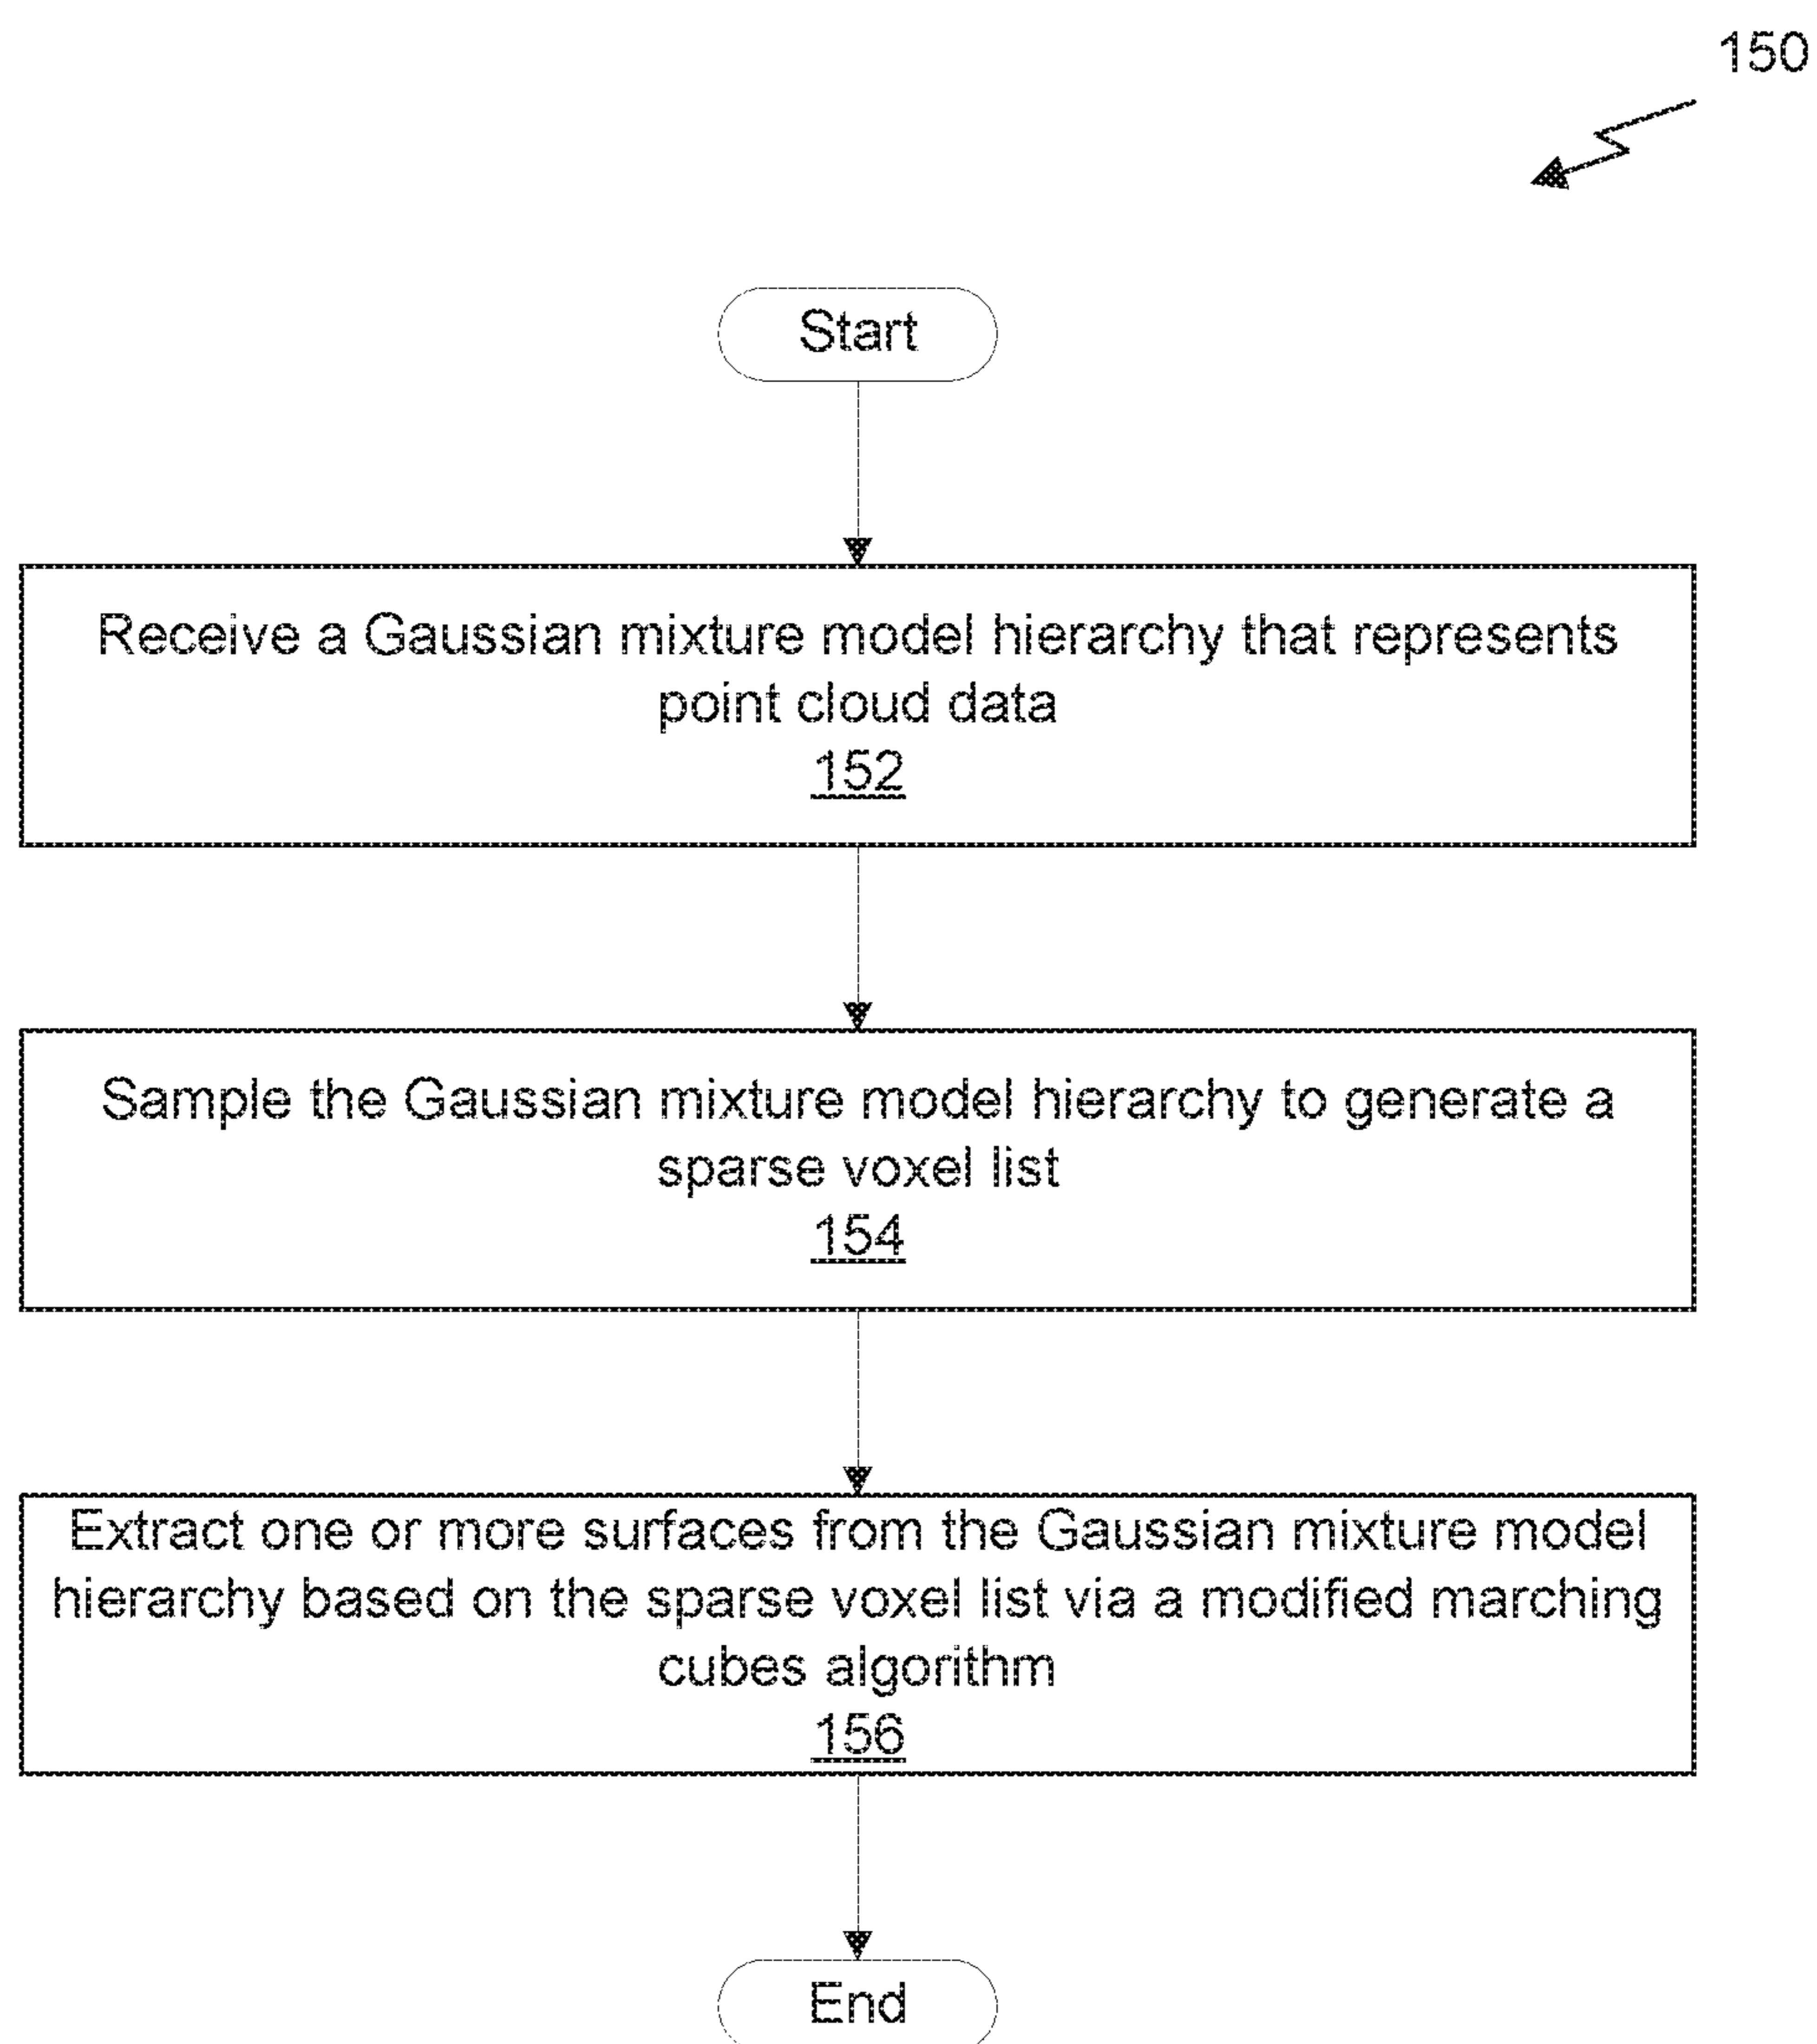 150
Start
Receive a Gaussian mixture model hierarchy that represents
point cloud data
152
Sample the Gaussian mixture model hierarchy to generate a
sparse voxel list
154
Extract one or more surfaces from the Gaussian mixture model
hierarchy based on the sparse voxel list via a modified marching
cubes algorithm
156
End